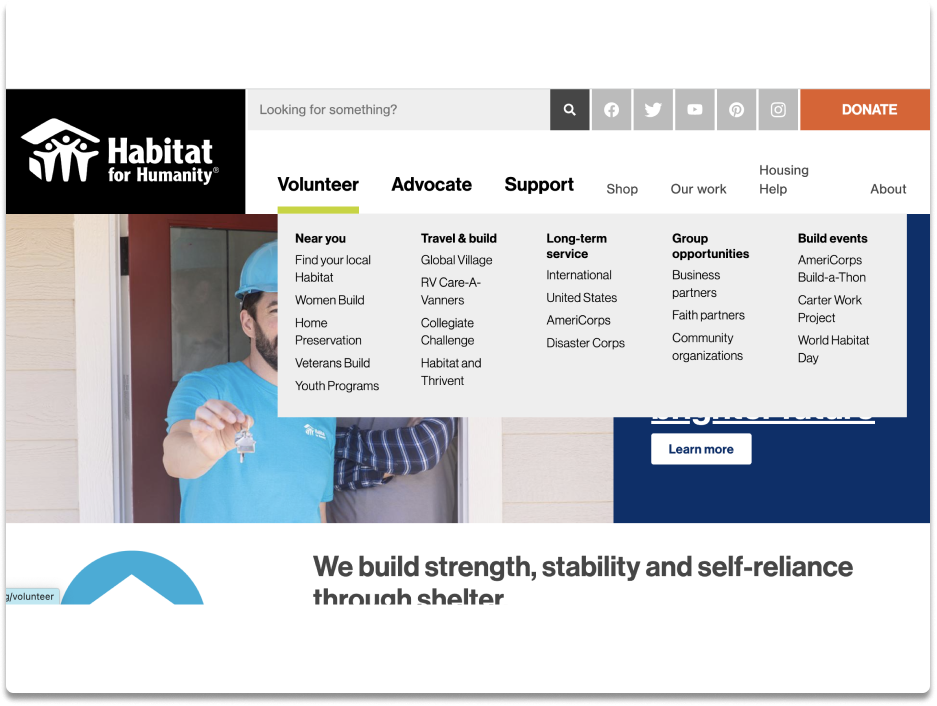 Looking for something?
DONATE
Habitat
for Humanity®
Volunteer
Advocate
Support
Shop
Our work
Housing
Help
About
Near you
Find your local
Habitat
Women Build
Home
Preservation
Veterans Build
Youth Programs
Travel & build
Global Village
RV Care-A-
Vanners
Collegiate
Challenge
Habitat and
Thrivent
Long-term
service
International
United States
AmeriCorps
Disaster Corps
Group
opportunities
Business
partners
Faith partners
Community
organizations
Build events
AmeriCorps
Build-a-Thon
Carter Work
Project
World Habitat
Day
brighter future
Learn more
We build strength, stability and self-reliance
through shelter
g/volunteer